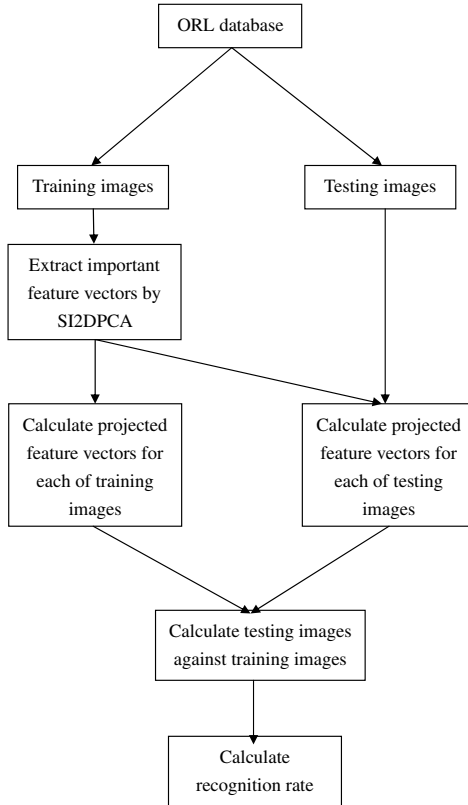 ORL database
Training images
Testing images
Extract important
feature vectors by
SI2DPCA
Calculate projected
feature vectors for
each of training
images
Calculate projected
feature vectors for
each of testing
images
Calculate testing images
against training images
Calculate
recognition rate